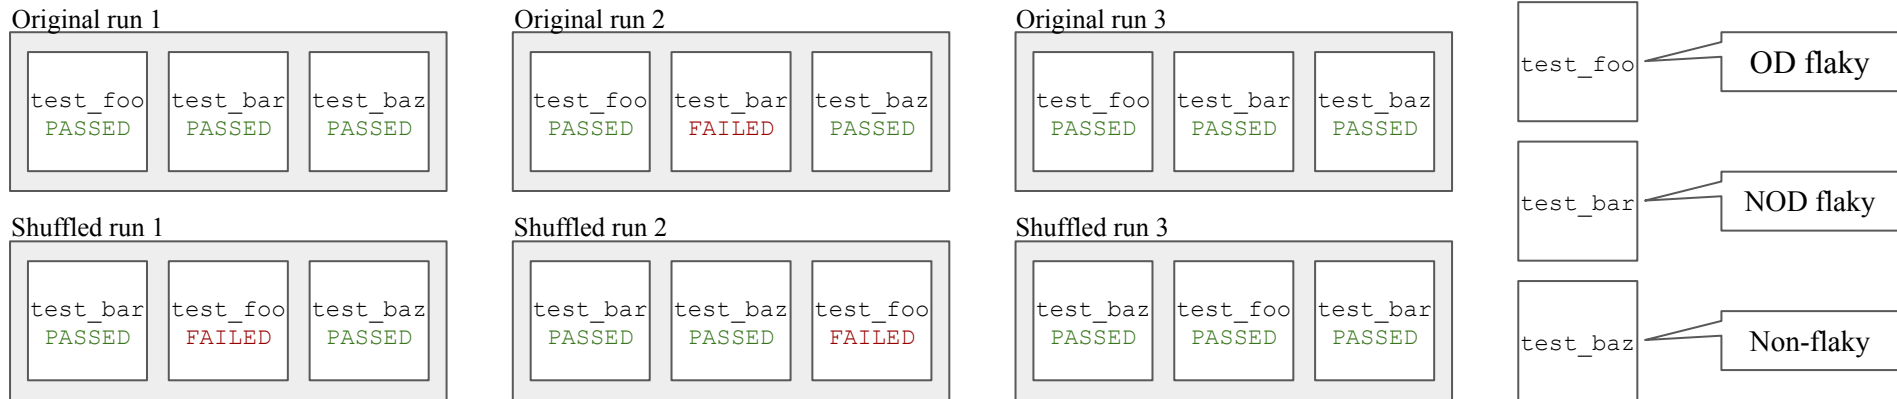 Original run 1
test_foo test_bar test_baz
PASSED PASSED PASSED
Original run 2
test_foo test_bar test_baz
PASSED FAILED PASSED
Original run 3
test_foo test_bar test_baz
PASSED PASSED PASSED
Shuffled run 1
test_bar test_foo test_baz
PASSED FAILED PASSED
Shuffled run 2
test_bar test_baz test_foo
PASSED PASSED FAILED
Shuffled run 3
test_baz test_foo test_bar
PASSED PASSED PASSED
test_foo OD flaky
test_bar NOD flaky
test_baz Non-flaky